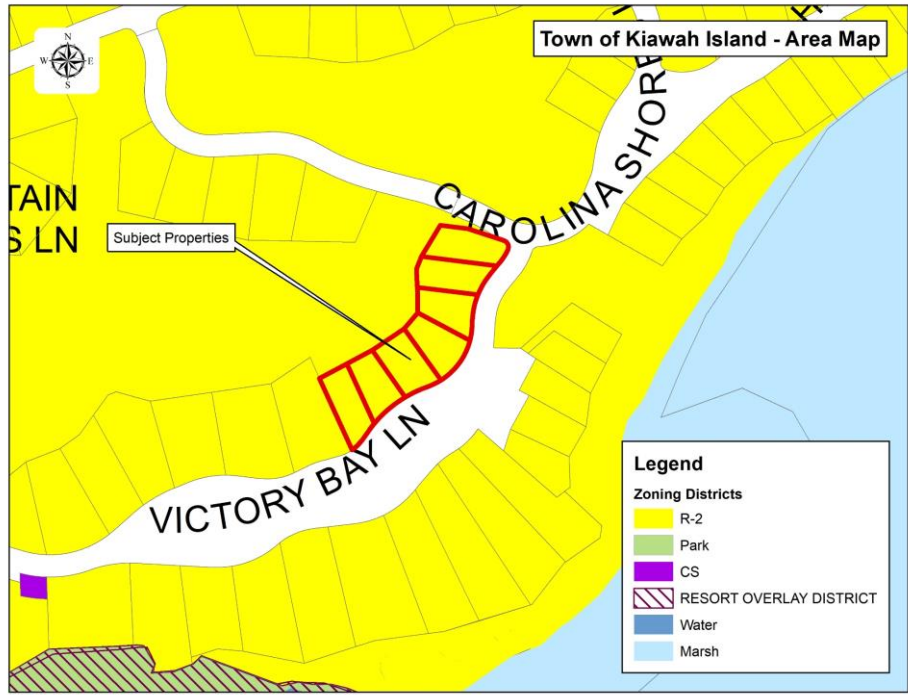 N
W E
S
Town of Kiawah Island - Area Map
CAROLINA SHORE
TAIN
S LN
Subject Properties
VICTORY BAY LN
Legend
Zoning Districts
R-2
Park
CS
RESORT OVERLAY DISTRICT
Water
Marsh